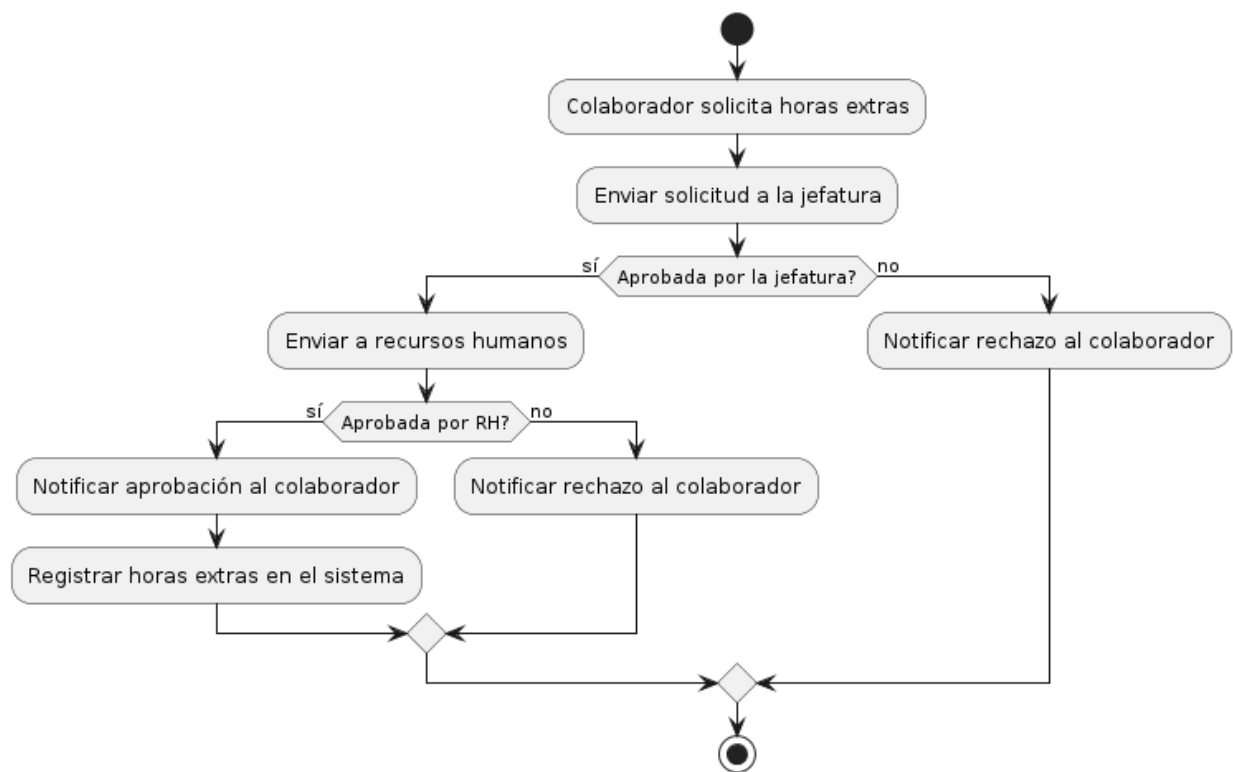 Colaborador solicita horas extras
Enviar solicitud a la jefatura
sí
Aprobada por la jefatura?
no
Enviar a recursos humanos
Notificar rechazo al colaborador
sí
Aprobada por RH?
no
Notificar aprobación al colaborador
Notificar rechazo al colaborador
Registrar horas extras en el sistema